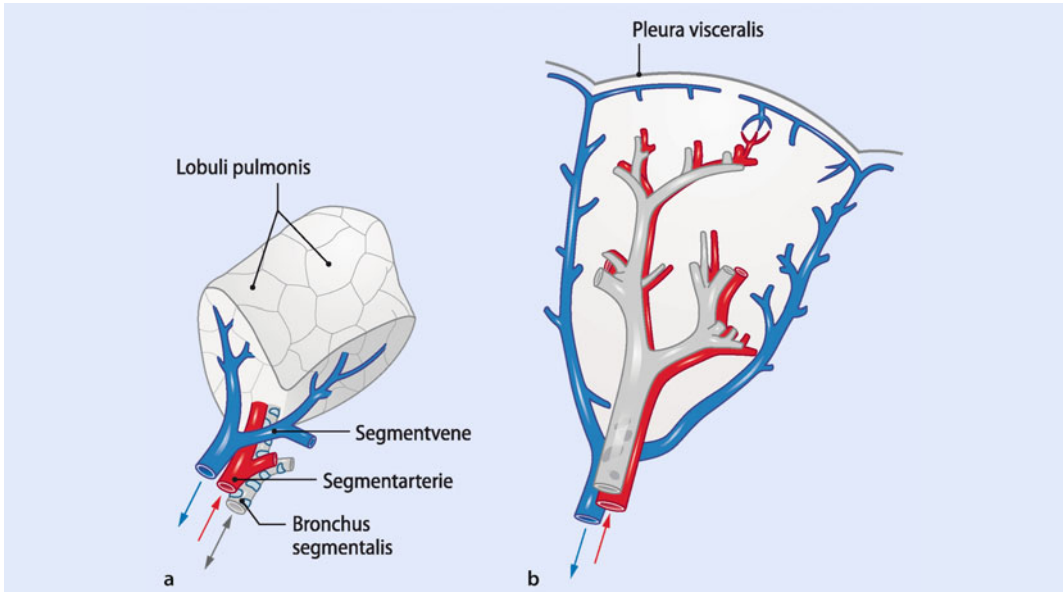 Pleura visceralis
Lobuli pulmonis
Segmentvene
Segmentarterie
Bronchus
segmentalis
a
b